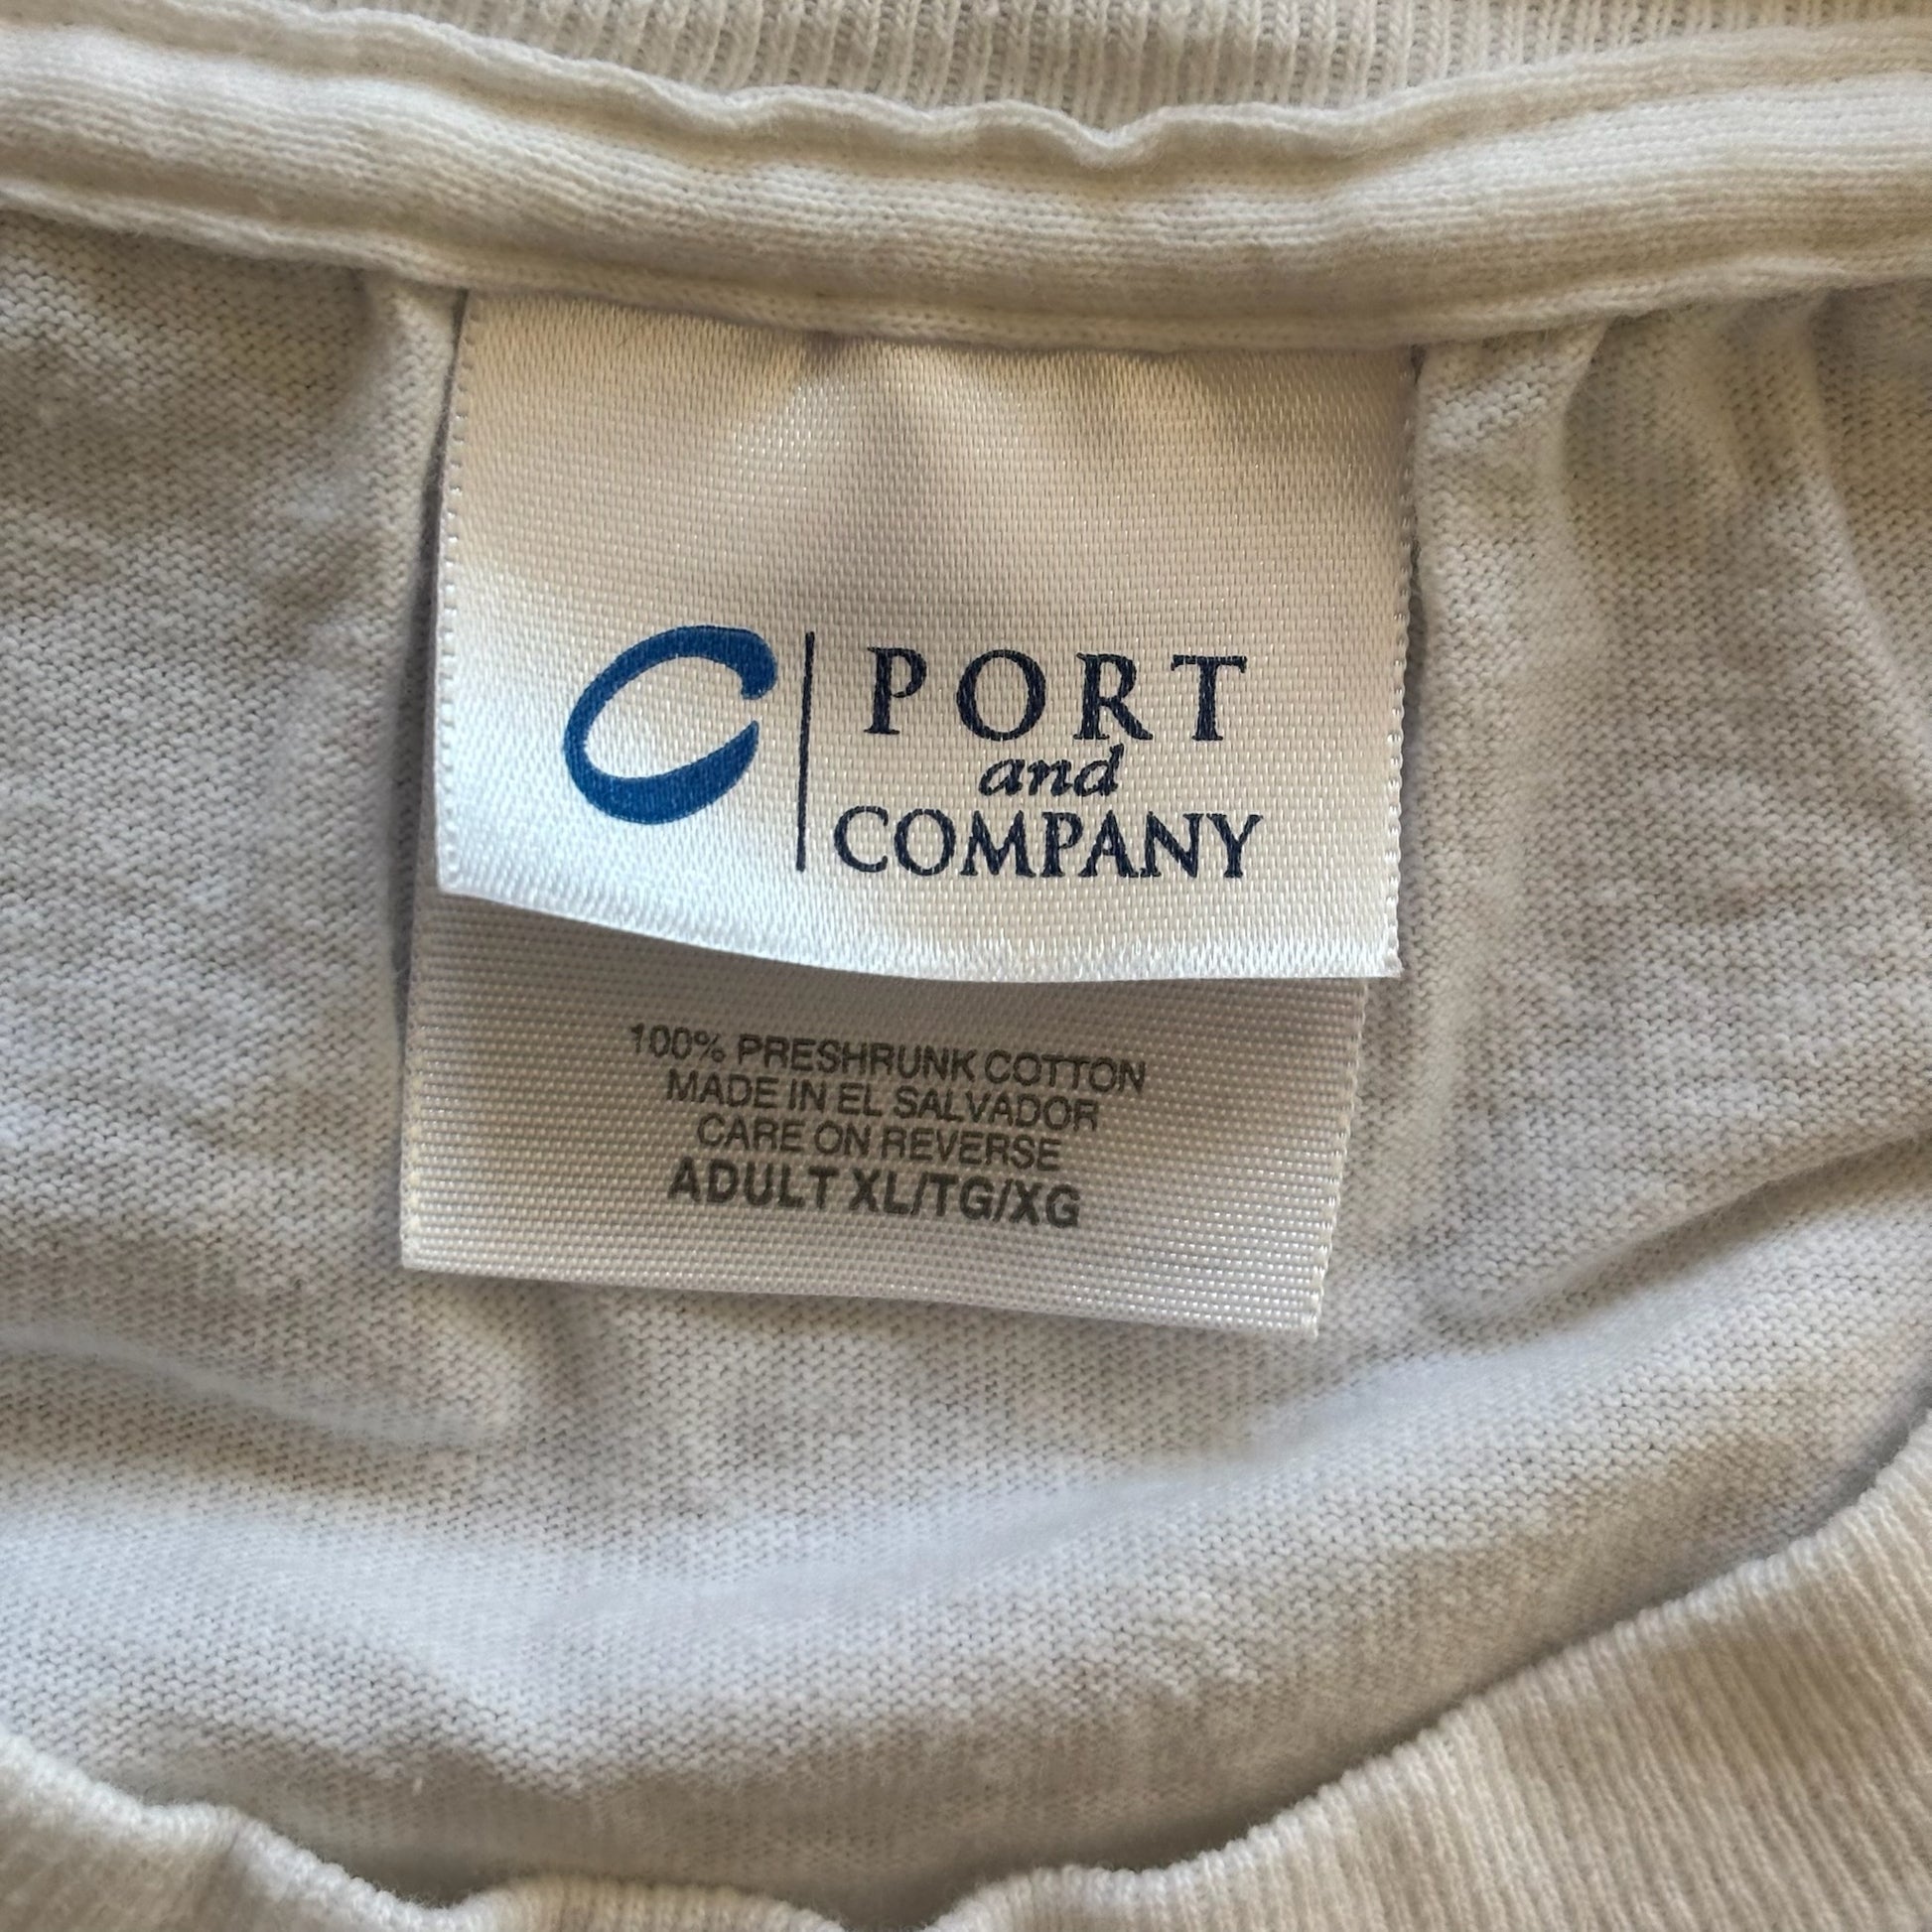 PORT
and
COMPANY
100% PRESHRUNK COTTON
MADE IN EL SALVADOR
CARE ON REVERSE
ADULT XL/TG/XG